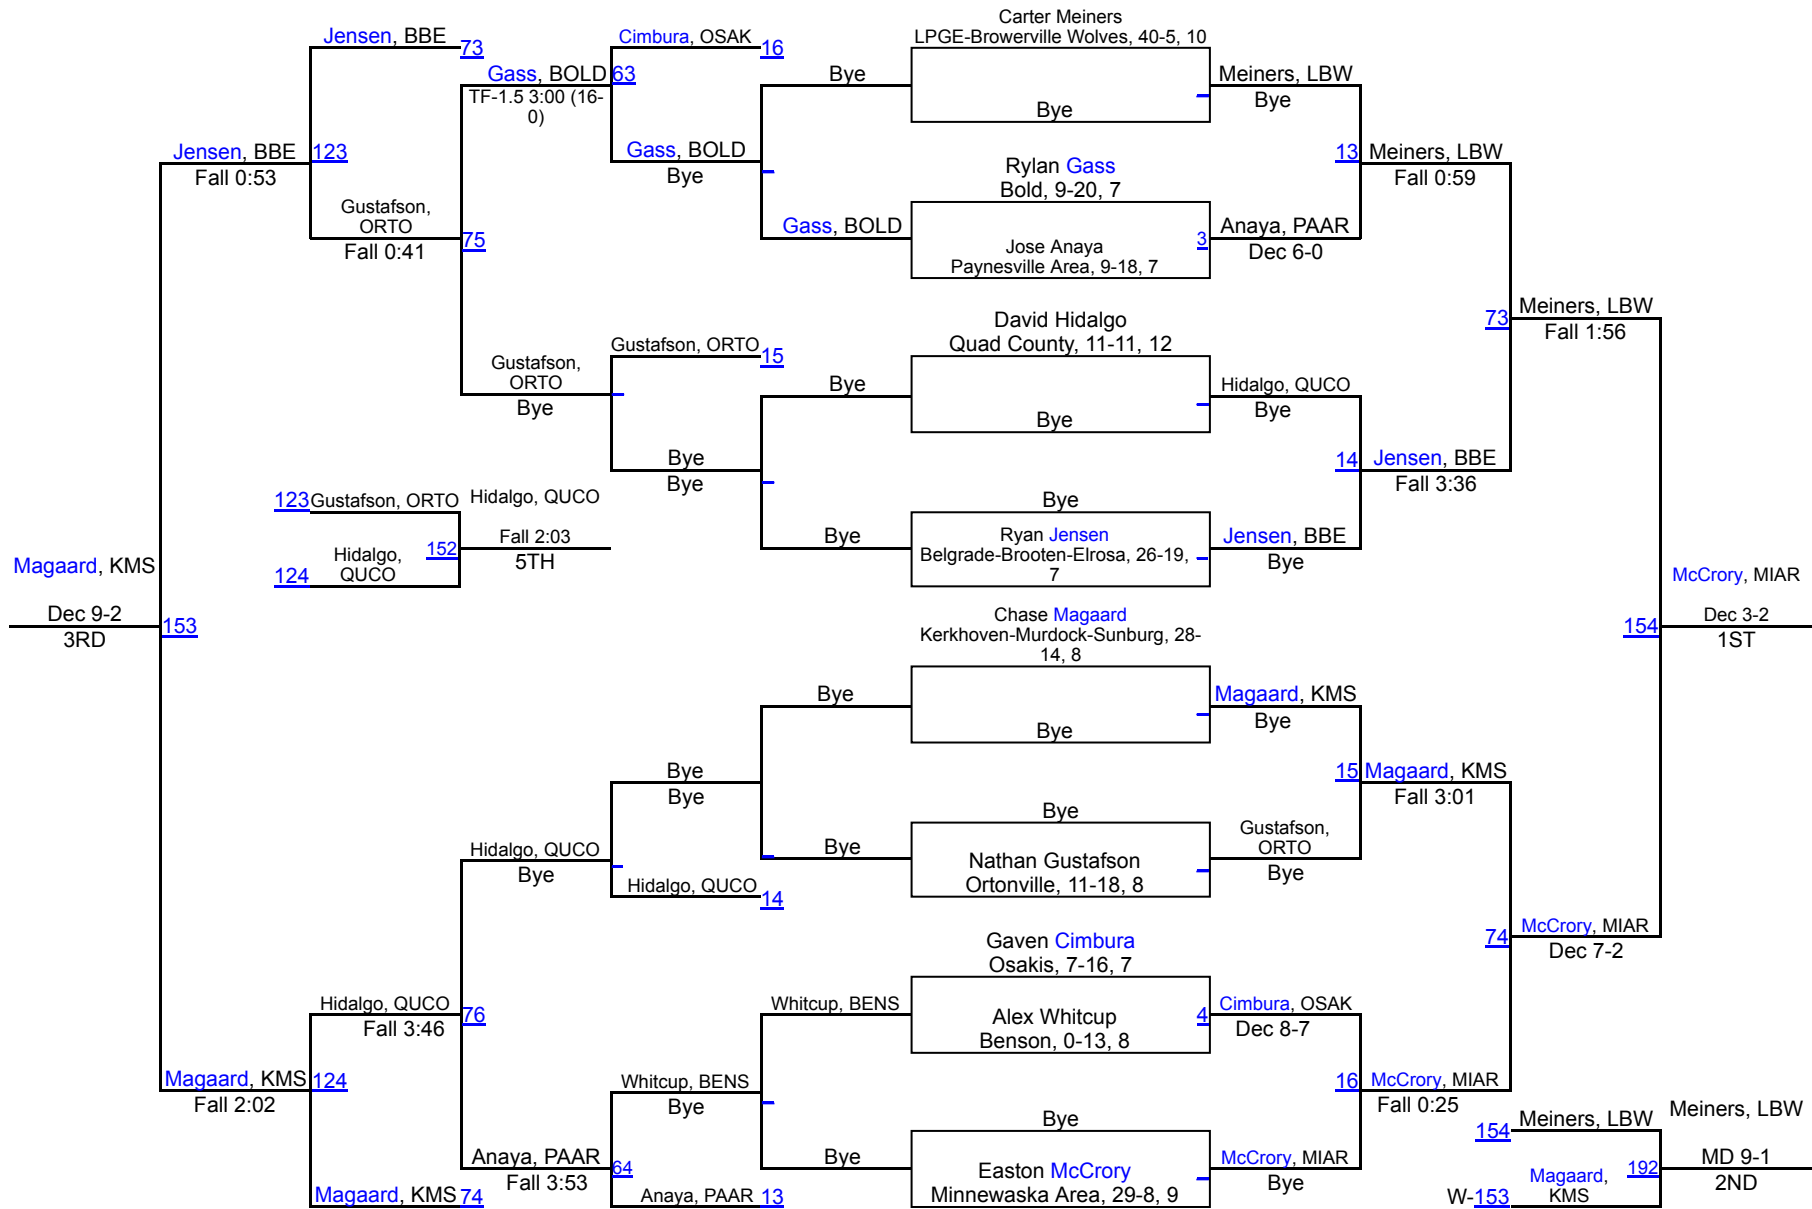 Carter Meiners
LPGE-Browerville Wolves, 40-5, 10
Jensen, BBE 73
Cimbura, OSAK 16
Gass, BOLD 63
TF-1.5 3:00 (16-
0)
Bye
Bye
Meiners, LBW
Bye
Jensen, BBE 123
Fall 0:53
Gass, BOLD
Bye
Rylan Gass
Bold, 9-20, 7
13 Meiners, LBW
Fall 0:59
Gustafson,
ORTO
Fall 0:41
75
Gass, BOLD
Jose Anaya
Paynesville Area, 9-18, 7
3
Anaya, PAAR
Dec 6-0
73
Meiners, LBW
Fall 1:56
David Hidalgo
Quad County, 11-11, 12
Gustafson, ORTO 15
Gustafson,
ORTO
Bye
Bye
Bye
Hidalgo, QUCO
Bye
Bye
Bye
14 Jensen, BBE
Fall 3:36
123 Gustafson, ORTO
Hidalgo, QUCO
Bye
Bye
Ryan Jensen
Belgrade-Brooten-Elrosa, 26-19,
7
Jensen, BBE
Bye
Hidalgo,
QUCO
124
152
Fall 2:03
5TH
Magaard, KMS
Dec 9-2
3RD
153
McCrory, MIAR
154
Dec 3-2
1ST
Chase Magaard
Kerkhoven-Murdock-Sunburg, 28-
14, 8
Bye
Bye
Magaard, KMS
Bye
Bye
Bye
15 Magaard, KMS
Fall 3:01
Bye
Bye
Nathan Gustafson
Ortonville, 11-18, 8
Gustafson,
ORTO
Bye
Hidalgo, QUCO
Bye
Hidalgo, QUCO 14
Gaven Cimbura
Osakis, 7-16, 7
74
McCrory, MIAR
Dec 7-2
Hidalgo, QUCO
Fall 3:46
76
Whitcup, BENS
Alex Whitcup
Benson, 0-13, 8
4
Cimbura, OSAK
Dec 8-7
Magaard, KMS 124
Fall 2:02
Whitcup, BENS
Bye
16 McCrory, MIAR
Fall 0:25
Bye
Bye
Easton McCrory
Minnewaska Area, 29-8, 9
McCrory, MIAR
Bye
Anaya, PAAR
Fall 3:53
64
Magaard, KMS 74
Anaya, PAAR 13
154
Meiners, LBW
Meiners, LBW
Magaard,
KMS
W-153
192
MD 9-1
2ND